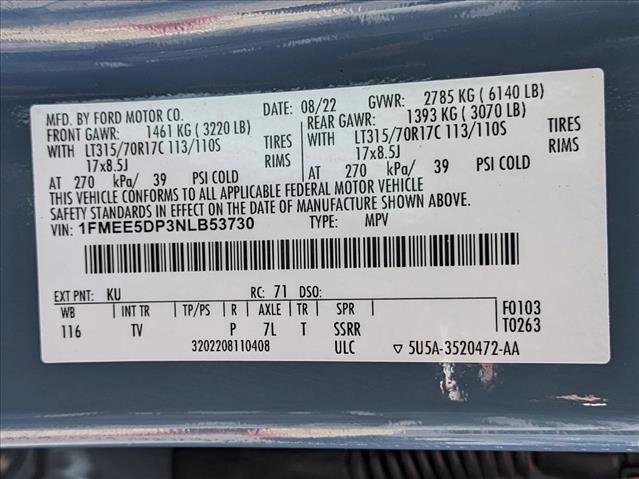 MFD. BY FORD MOTOR CO. DATE: 08/22 GVWR: 2785 KG ( 6140 LB)
FRONT GAWR: 1461 KG ( 3220 LB) REAR GAWR: 1393 KG ( 3070 LB)
WITH LT315/70R17C 113/110S TIRES WITH LT315/70R17C 113/110S TIRES
17x8.5J RIMS 17x8.5J RIMS
AT 270 kPa/ 39 PSI COLD AT 270 kPa/ 39 PSI COLD
THIS VEHICLE CONFORMS TO ALL APPLICABLE FEDERAL MOTOR VEHICLE
SAFETY STANDARDS IN EFFECT ON THE DATE OF MANUFACTURE SHOWN ABOVE.
VIN: 1FMEE5DP3NLB53730 TYPE: MPV
EXT PNT: KU RC: 71 DSO:
WB INT TR TP/PS R AXLE TR SPR F0103
116 TV P 7L T SSRR T0263
3202208110408 ULC ▽ 5U5A-3520472-AA